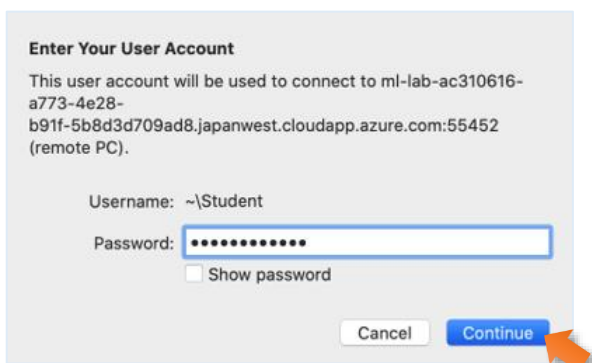 Enter Your User Account
This user account will be used to connect to ml-lab-ac310616-
a773-4e28-
b91f-5b8d3d709ad8.japanwest.cloudapp.azure.com:55452
(remote PC).
Username: ~\Student
Password: ••••••••••••
Show password
Cancel Continue